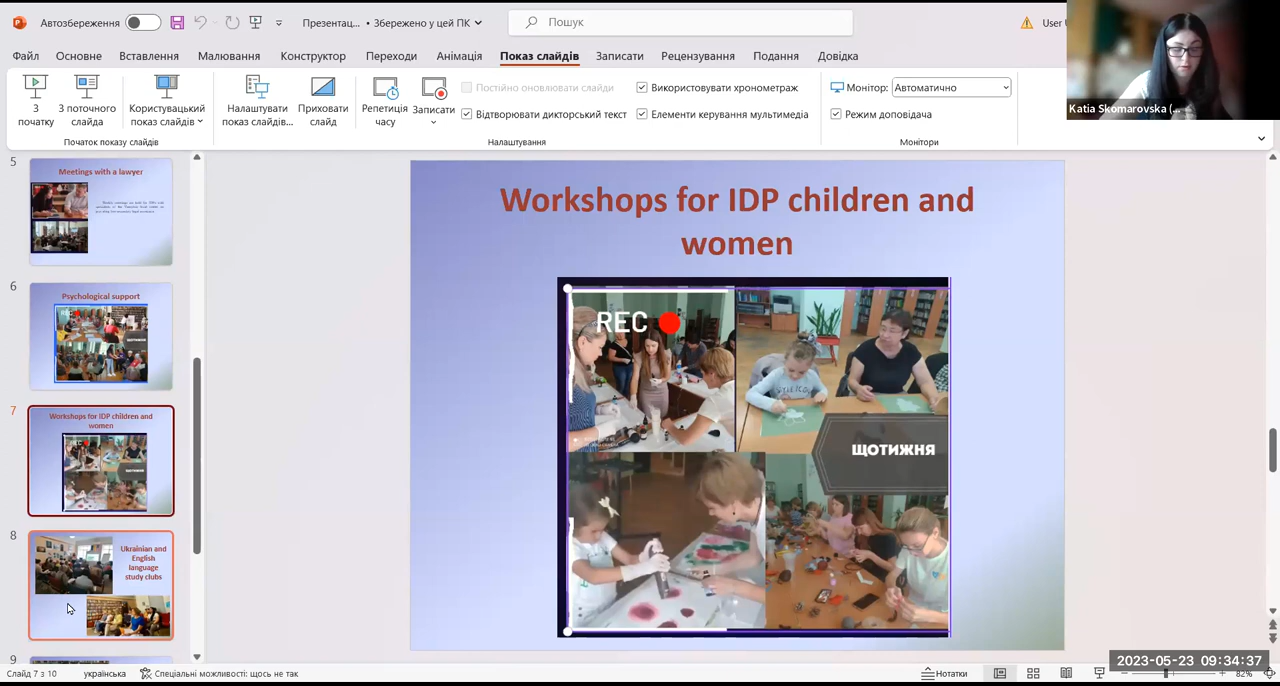 Автозбереження
Презентац... • Збережено у цей ПК
Пошук
User
Файл Основне Вставлення Малювання Конструктор Переходи Анімація Показ слайдів Записати Рецензування Подання Довідка
З початку
З поточного слайда
Користувацький показ слайдів
Початок показу слайдів
Налаштувати показ слайдів...
Приховати слайд
Репетиція часу
Записати
Постійно оновлювати слайди
Відтворювати дикторський текст
Використовувати хронометраж
Елементи керування мультимедіа
Налаштування
Монітор: Автоматично
Режим доповідача
Монітори
Katia Skomarovska (...
5
Meetings with a lawyer
6
Psychological support
ЩОТИЖНЯ
7
Workshops for IDP children and
women
REC
ЩОТИЖНЯ
8
Ukrainian and
English
language
study clubs
9
Workshops for IDP children and
women
REC
ЩОТИЖНЯ
2023-05-23 09:34:37
Слайд 7 з 10 українська Спеціальні можливості: щось не так Нотатки 82%